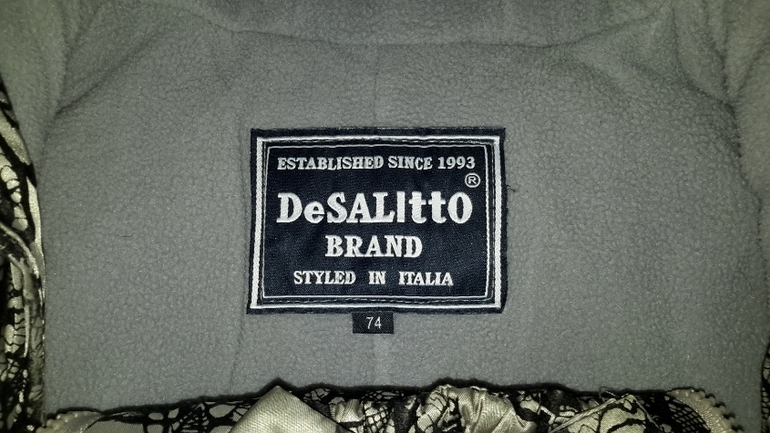 ESTABLISHED SINCE 1993
DeSALIttO ®
BRAND
STYLED IN ITALIA
74